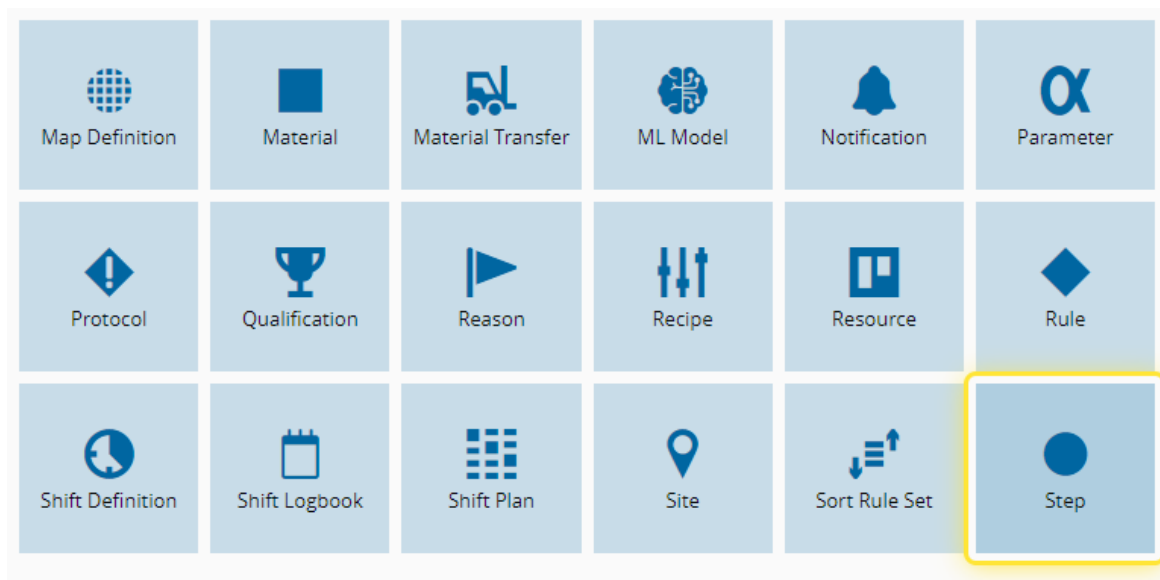 Map Definition
Material
Material Transfer
ML Model
Notification
Parameter
Protocol
Qualification
Reason
Recipe
Resource
Rule
Shift Definition
Shift Logbook
Shift Plan
Site
Sort Rule Set
Step